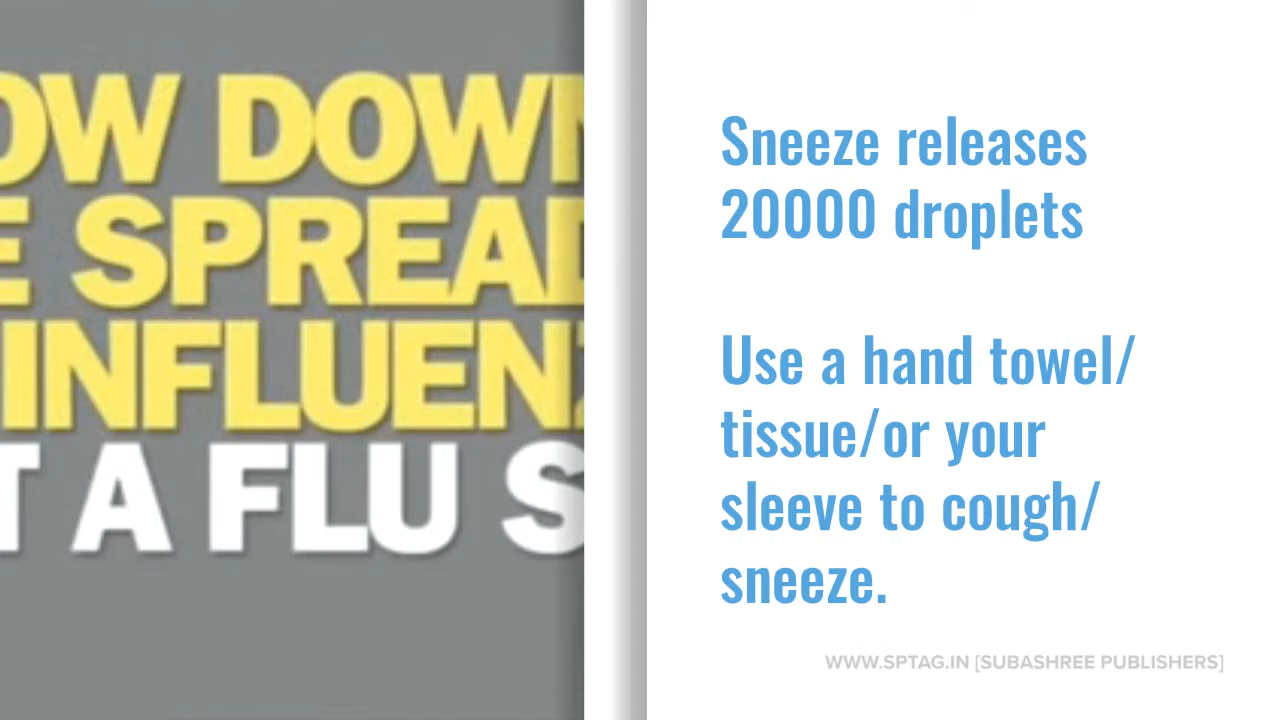 OW DOWN
E SPREAD
INFLUEN
T A FLU S
Sneeze releases
20000 droplets
Use a hand towel/
tissue/or your
sleeve to cough/
sneeze.
WWW.SPTAG.IN [SUBASHREE PUBLISHERS]